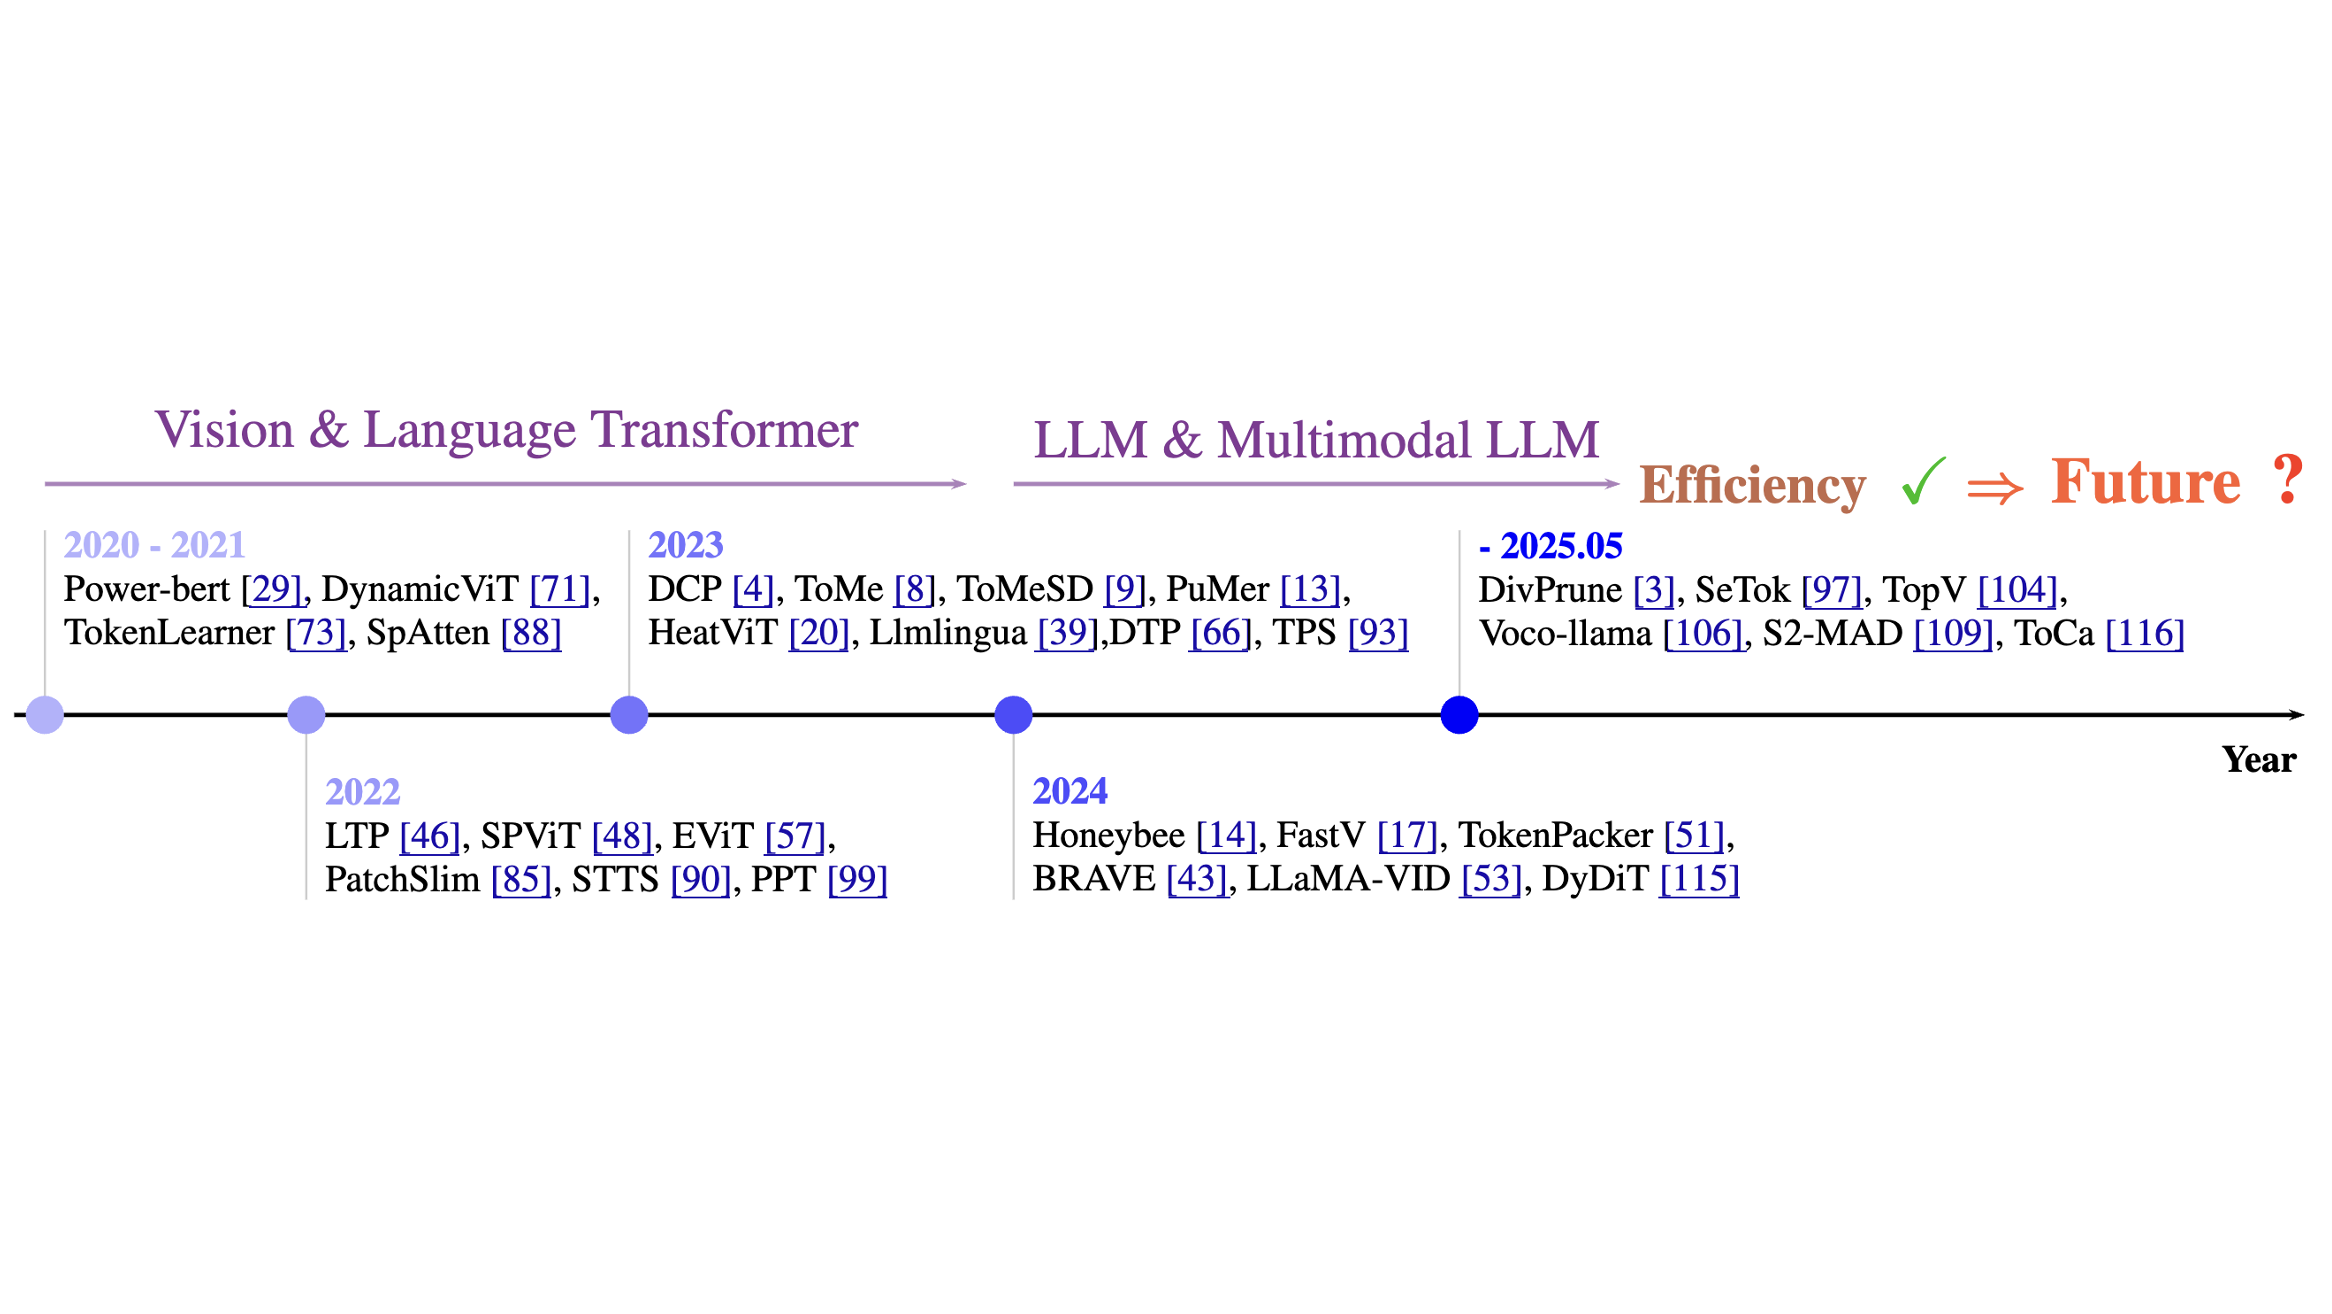 Vision & Language Transformer
LLM & Multimodal LLM
Efficiency ✓ ⇒ Future ?
2020 - 2021
Power-bert [29], DynamicViT [71],
TokenLearner [73], SpAtten [88]
2023
DCP [4], ToMe [8], ToMeSD [9], PuMer [13],
HeatViT [20], Llmlingua [39],DTP [66], TPS [93]
- 2025.05
DivPrune [3], SeTok [97], TopV [104],
Voco-llama [106], S2-MAD [109], ToCa [116]
Year
2022
LTP [46], SPViT [48], EViT [57],
PatchSlim [85], STTS [90], PPT [99]
2024
Honeybee [14], FastV [17], TokenPacker [51],
BRAVE [43], LLaMA-VID [53], DyDiT [115]